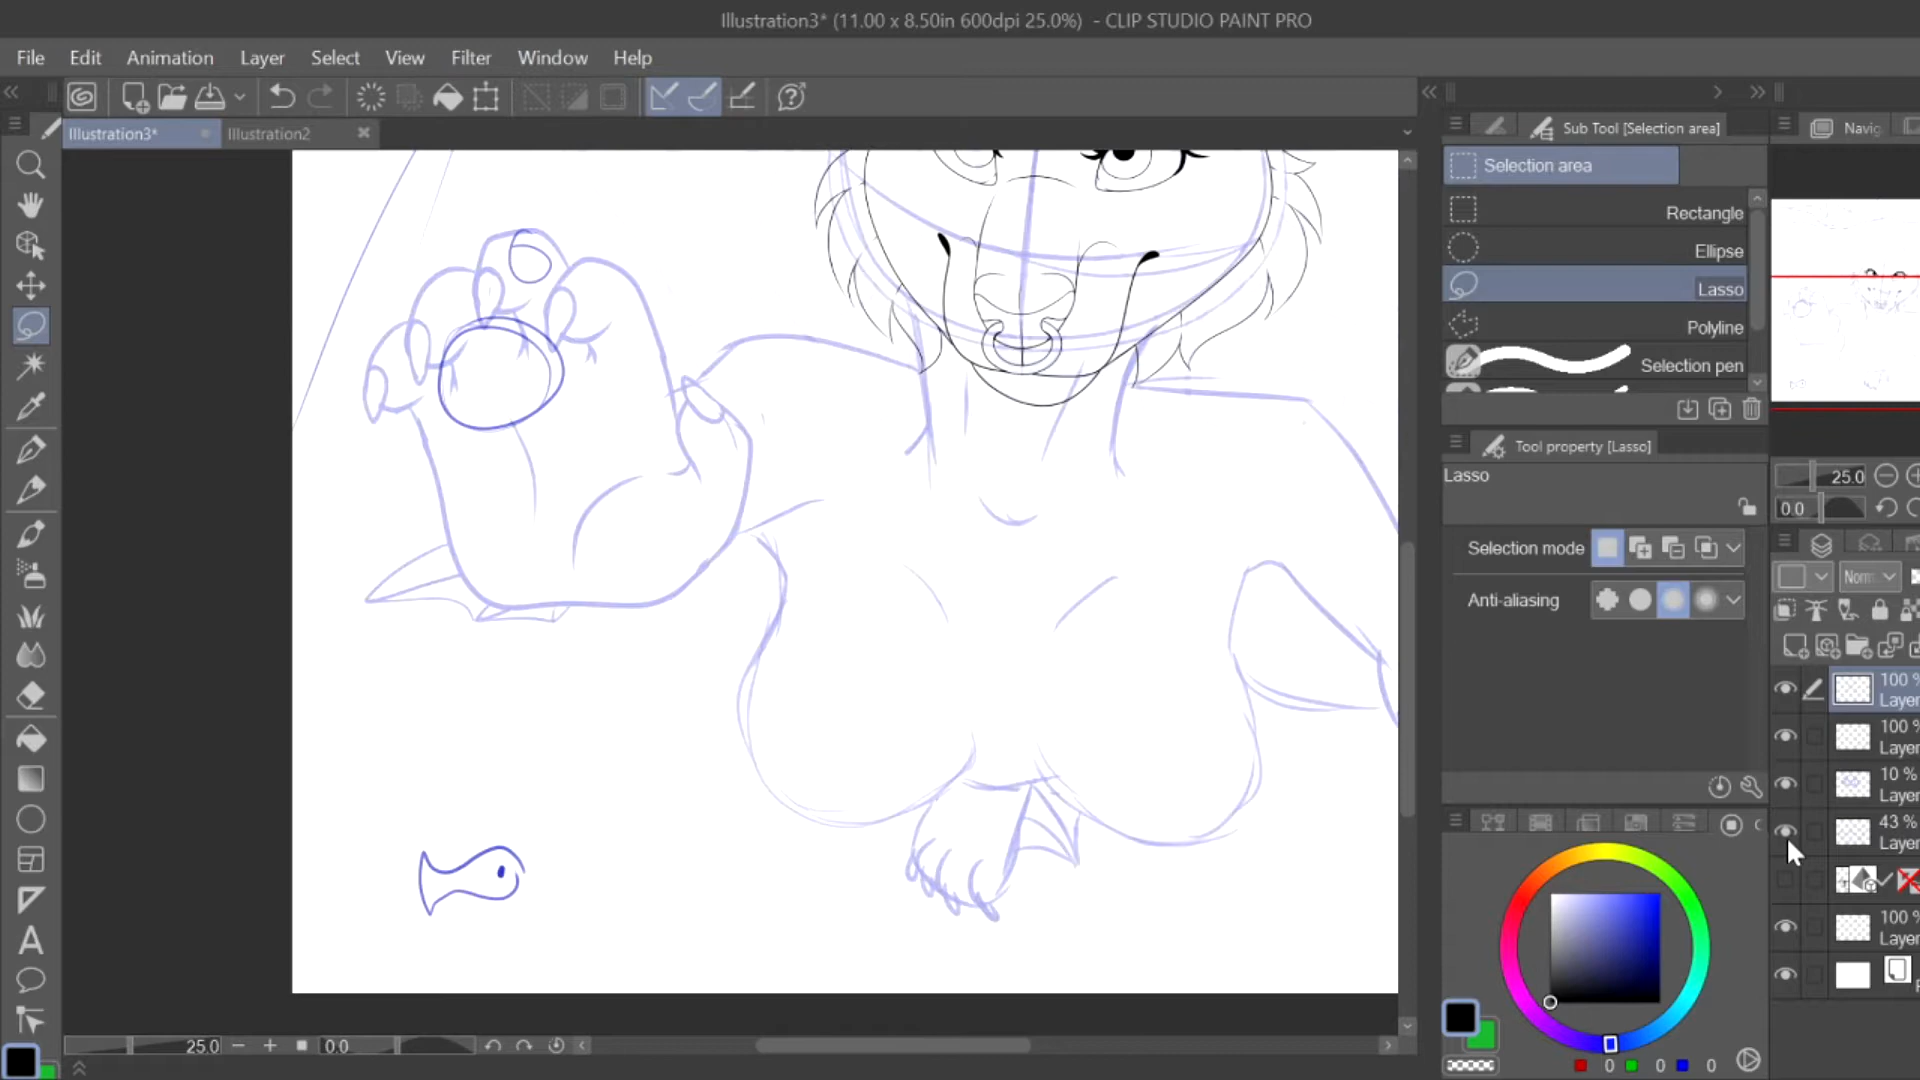 Illustration3* (11.00 x 8.50in 600dpi 25.0%)  - CLIP STUDIO PAINT PRO
File Edit Animation Layer Select View Filter Window Help
Illustration3* Illustration2
Sub Tool [Selection area]
Navig
Selection area
Rectangle
Ellipse
Lasso
Polyline
Selection pen
Tool property [Lasso]
Lasso
25.0
0.0
Selection mode
Norm
Anti-aliasing
100 %
Layer
100 %
Layer
10 %
Layer
43 %
Layer
100 %
Layer
25.0 0.0
0 0 0